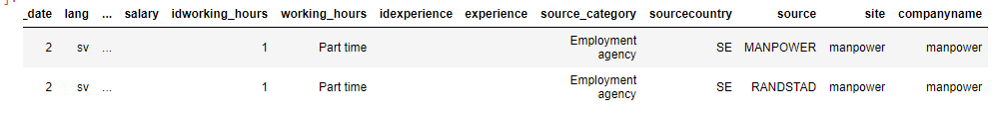 _date lang ... salary idworking_hours working_hours idexperience experience source_category sourcecountry source site companyname
2 sv ... 1 Part time Employment agency SE MANPOWER manpower manpower
2 sv ... 1 Part time Employment agency SE RANDSTAD manpower manpower